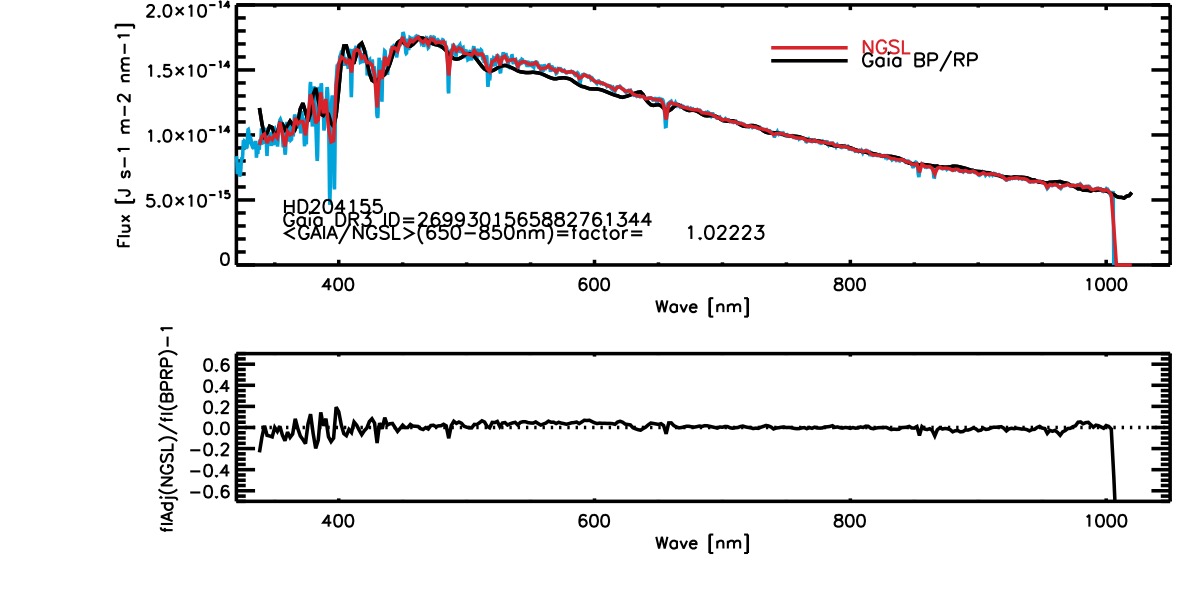 2.0×10⁻¹⁴
1.5×10⁻¹⁴
1.0×10⁻¹⁴
5.0×10⁻¹⁵
0
Flux [J s−1 m−2 nm−1]
NGSL
Gaia BP/RP
HD204155
Gaia DR3 ID=2699301565882761344
<GAIA/NGSL>(650−850nm)=factor= 1.02223
400 600 800 1000
Wave [nm]
flAdj(NGSL)/fl(BPRP)−1
0.6
0.4
0.2
0.0
−0.2
−0.4
−0.6
400 600 800 1000
Wave [nm]